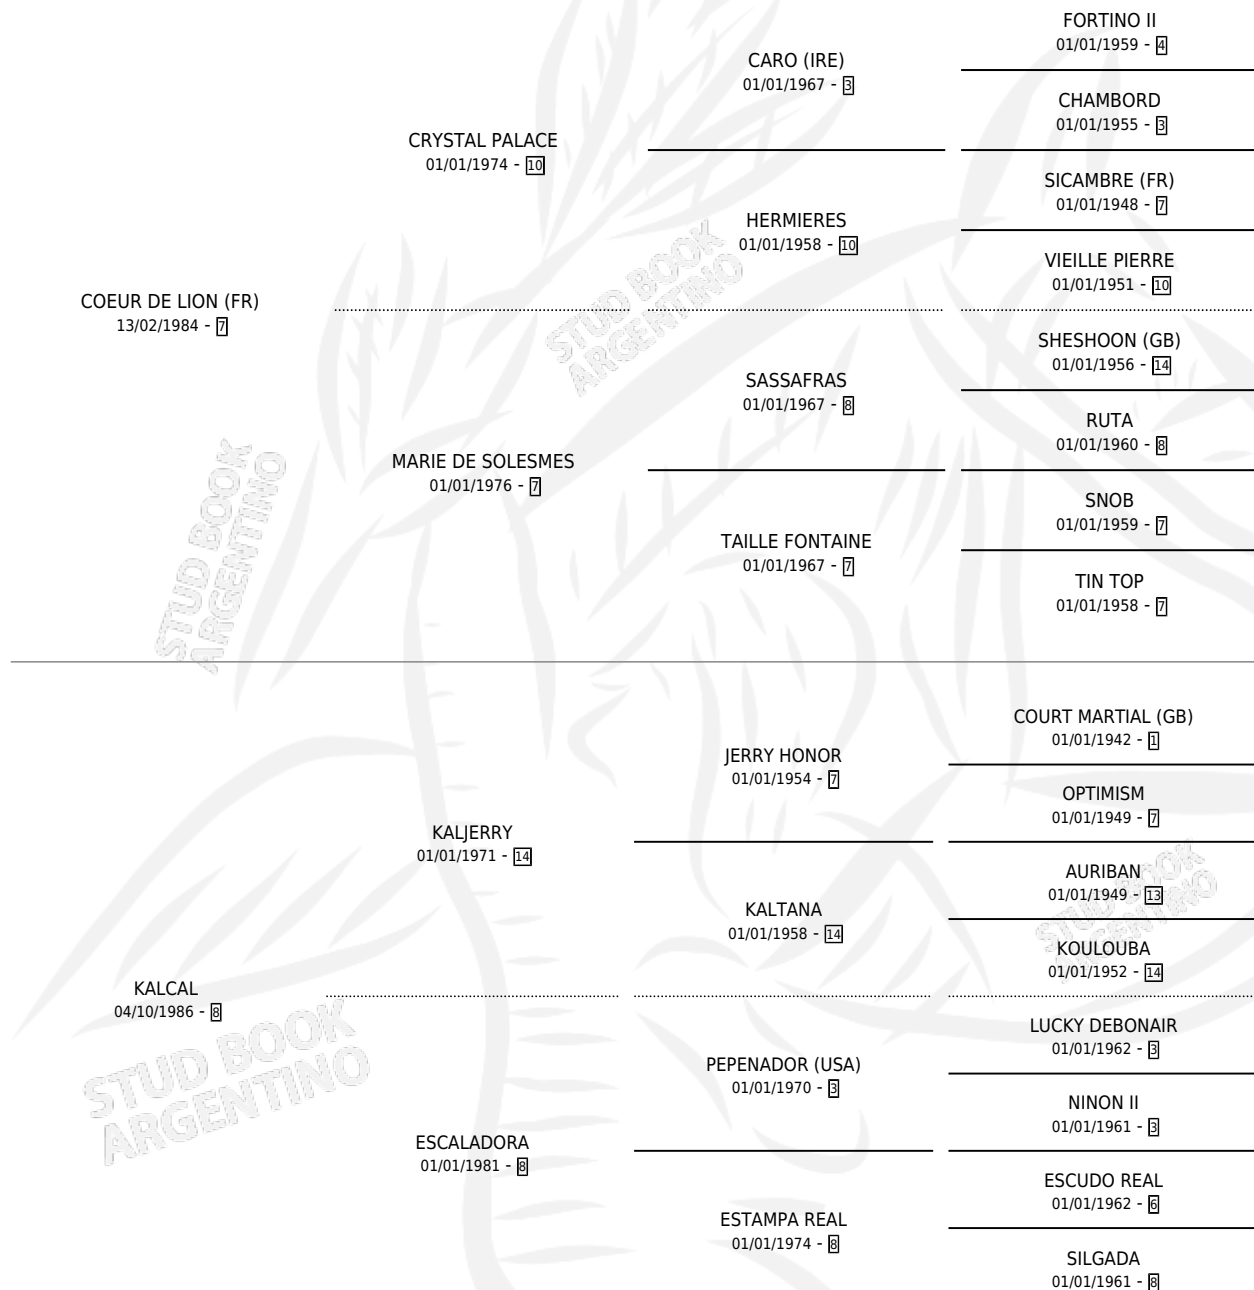 FORTINO II
01/01/1959 - 4
CARO (IRE)
01/01/1967 - 3
CHAMBORD
01/01/1955 - 3
CRYSTAL PALACE
01/01/1974 - 10
SICAMBRE (FR)
01/01/1948 - 7
HERMIERES
01/01/1958 - 10
VIEILLE PIERRE
01/01/1951 - 10
COEUR DE LION (FR)
13/02/1984 - 7
STUD BOOK
ARGENTINO
SHESHOON (GB)
01/01/1956 - 14
SASSAFRAS
01/01/1967 - 8
RUTA
01/01/1960 - 8
MARIE DE SOLESMES
01/01/1976 - 7
SNOB
01/01/1959 - 7
TAILLE FONTAINE
01/01/1967 - 7
TIN TOP
01/01/1958 - 7
STUD BOOK
ARGENTINO
COURT MARTIAL (GB)
01/01/1942 - 1
JERRY HONOR
01/01/1954 - 7
OPTIMISM
01/01/1949 - 7
KALJERRY
01/01/1971 - 14
AURIBAN
01/01/1949 - 13
KALTANA
01/01/1958 - 14
STUD BOOK
ARGENTINO
KOULOUBA
01/01/1952 - 14
KALCAL
04/10/1986 - 8
LUCKY DEBONAIR
01/01/1962 - 3
PEPENADOR (USA)
01/01/1970 - 3
STUD BOOK
ARGENTINO
NINON II
01/01/1961 - 3
ESCALADORA
01/01/1981 - 8
ESCUDO REAL
01/01/1962 - 6
ESTAMPA REAL
01/01/1974 - 8
SILGADA
01/01/1961 - 8